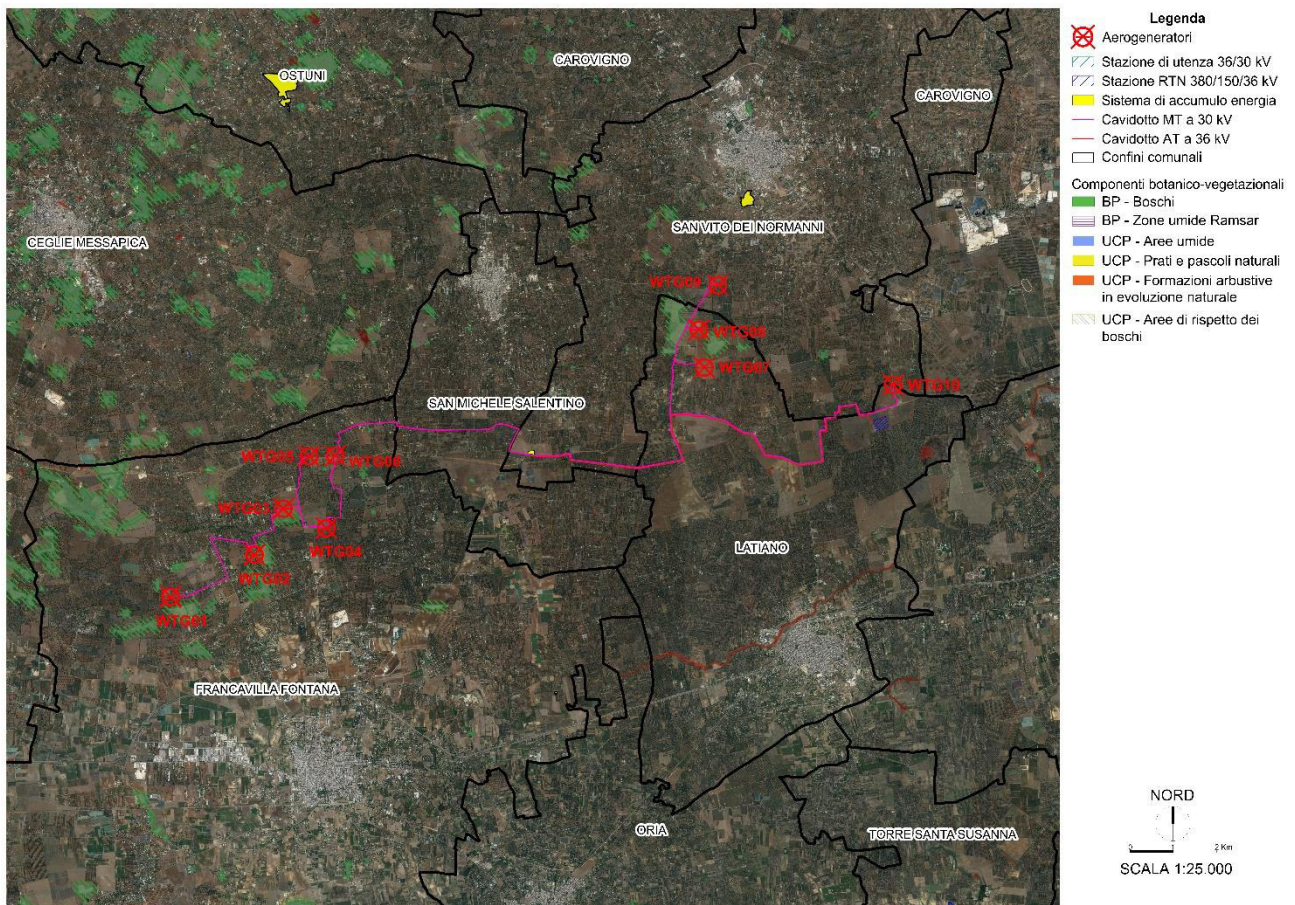 OSTUNI
CAROVIGNO
CAROVIGNO
CEGLIE MESSAPICA
SAN VITO DEI NORMANNI
WTG09
WTG08
WTG07
WTG10
SAN MICHELE SALENTINO
WTG05
WTG06
WTG03
WTG04
WTG02
WTG01
LATIANO
FRANCAVILLA FONTANA
ORIA
TORRE SANTA SUSANNA
Legenda
Aerogeneratori
Stazione di utenza 36/30 kV
Stazione RTN 380/150/36 kV
Sistema di accumulo energia
Cavidotto MT a 30 kV
Cavidotto AT a 36 kV
Confini comunali
Componenti botanico-vegetazionali
BP - Boschi
BP - Zone umide Ramsar
UCP - Aree umide
UCP - Prati e pascoli naturali
UCP - Formazioni arbustive
in evoluzione naturale
UCP - Aree di rispetto dei
boschi
NORD
0 1 2 Km
SCALA 1:25.000